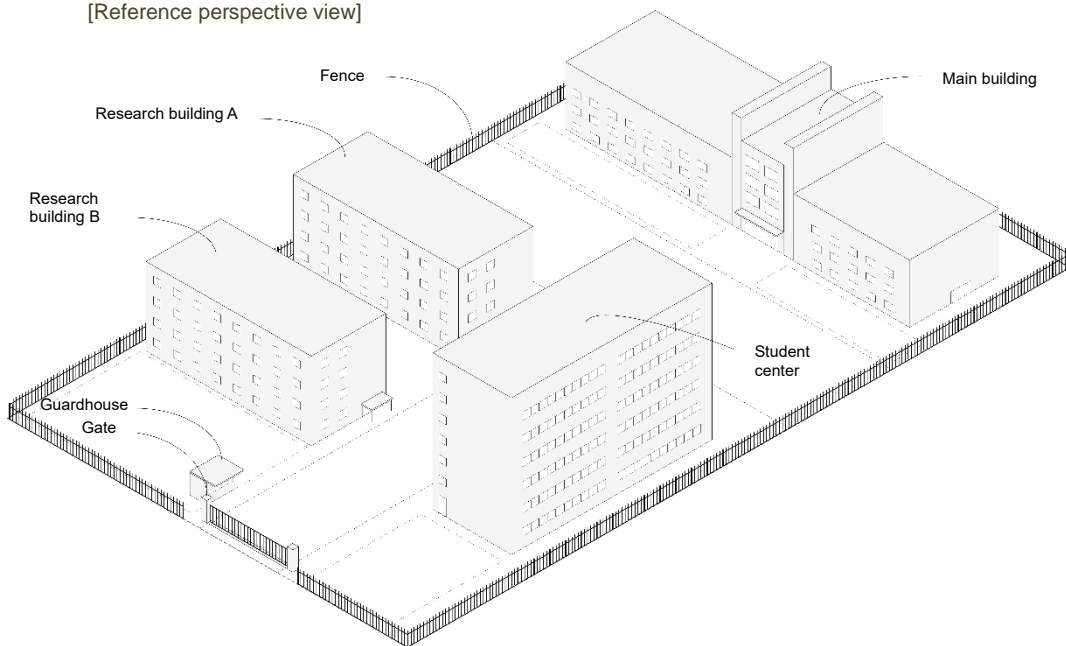 [Reference perspective view]
Fence
Main building
Research building A
Research
building B
Student
center
Guardhouse
Gate